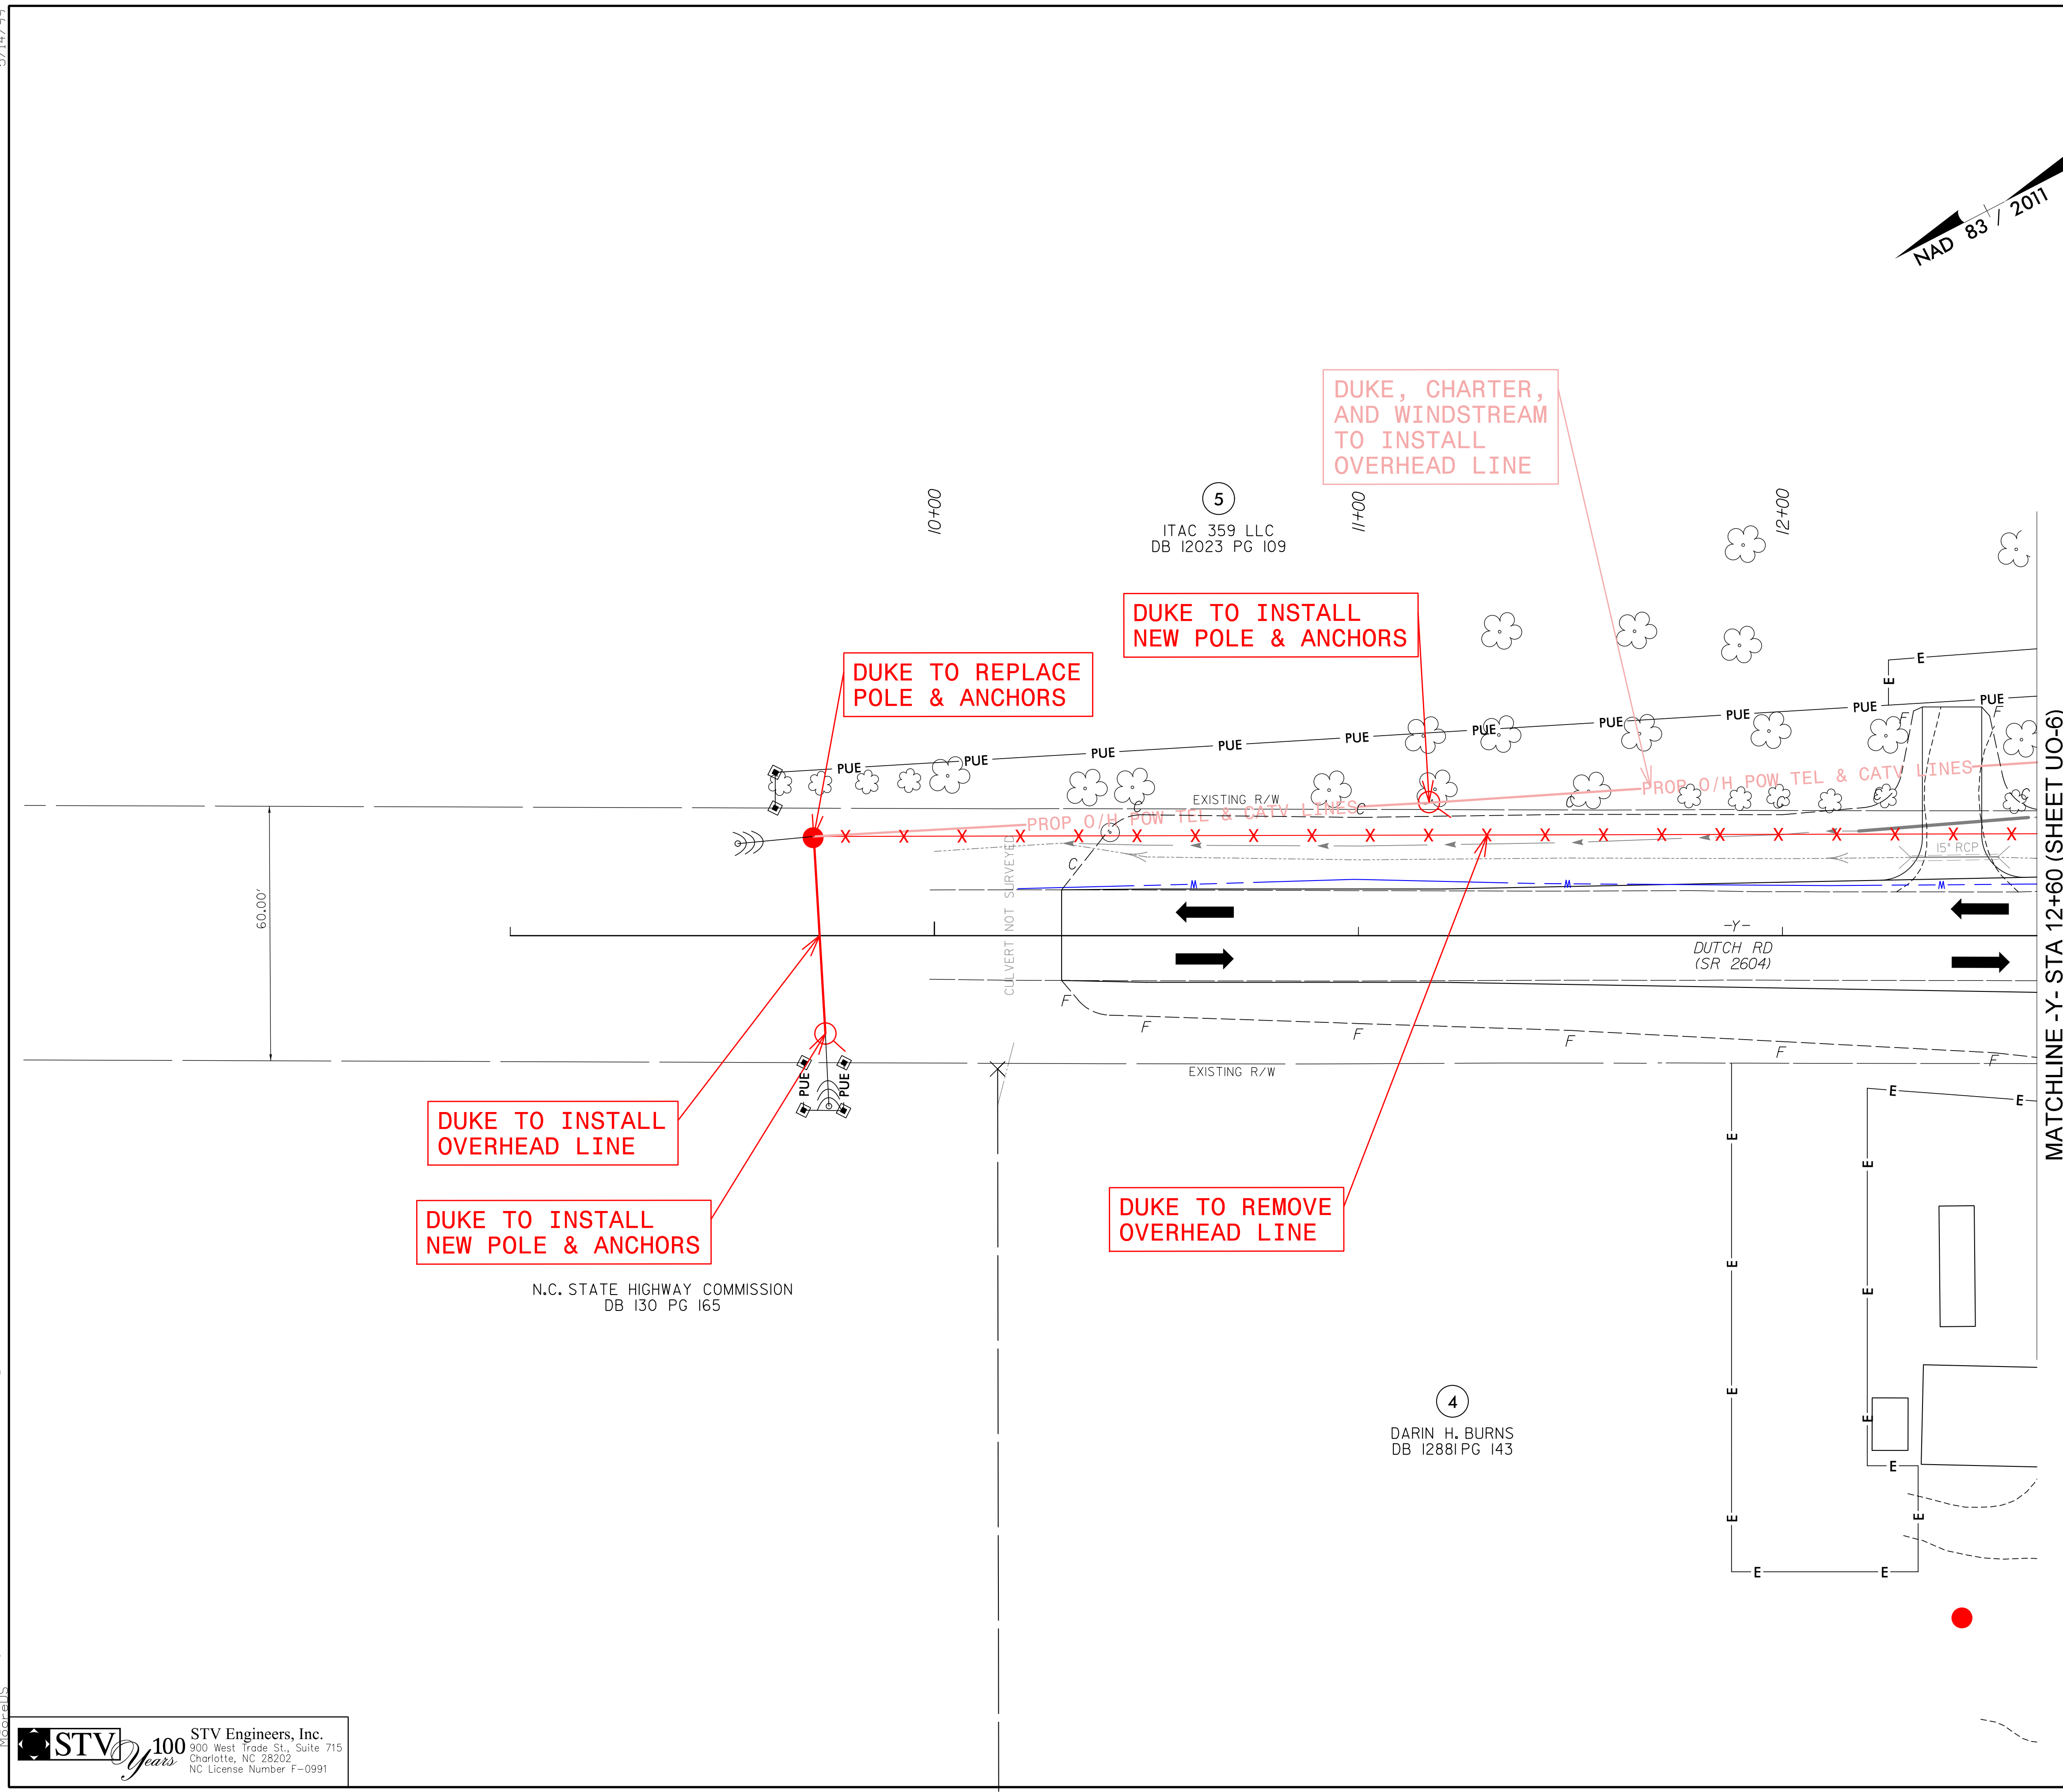 5/14/99
NAD 83 / 2011
DUKE, CHARTER,
AND WINDSTREAM
TO INSTALL
OVERHEAD LINE
10+00
11+00
12+00
5
ITAC 359 LLC
DB 12023 PG 109
DUKE TO INSTALL
NEW POLE & ANCHORS
DUKE TO REPLACE
POLE & ANCHORS
E
E
PUE PUE PUE PUE PUE PUE PUE PUE PUE PUE
F F
EXISTING R/W
PROP O/H POW TEL & CATV LINES
PROP O/H POW TEL & CATV LINES
C C C C C C C
X X X X X X X X X X X X X X X X X X X X X
15" RCP
W W W
CULVERT NOT SURVEYED
60.00'
-Y-
DUTCH RD
(SR 2604)
MATCHLINE -Y- STA 12+60 (SHEET UO-6)
F F F F F F
EXISTING R/W
PUE PUE
DUKE TO INSTALL
OVERHEAD LINE
DUKE TO INSTALL
NEW POLE & ANCHORS
DUKE TO REMOVE
OVERHEAD LINE
N.C. STATE HIGHWAY COMMISSION
DB 130 PG 165
E E
E E E E
E E E
E E
E E
4
DARIN H. BURNS
DB 12881 PG 143
MooreDS
STV
100
Years
STV Engineers, Inc.
900 West Trade St., Suite 715
Charlotte, NC 28202
NC License Number F-0991